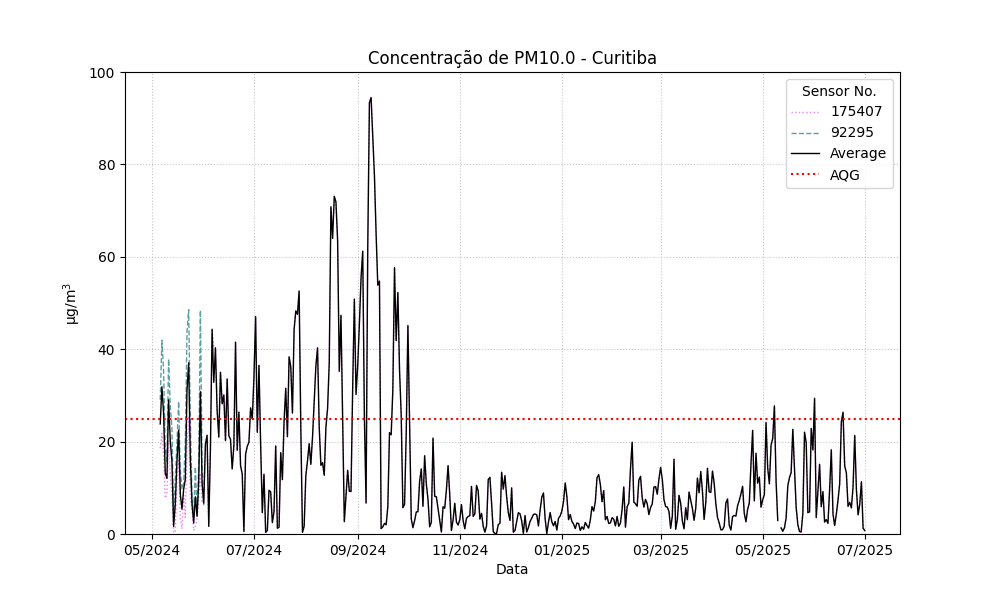 Concentração de PM10.0 - Curitiba
100
80
60
40
20
0
µg/m³
05/2024 07/2024 09/2024 11/2024 01/2025 03/2025 05/2025 07/2025
Data
Sensor No.
175407
92295
Average
AQG